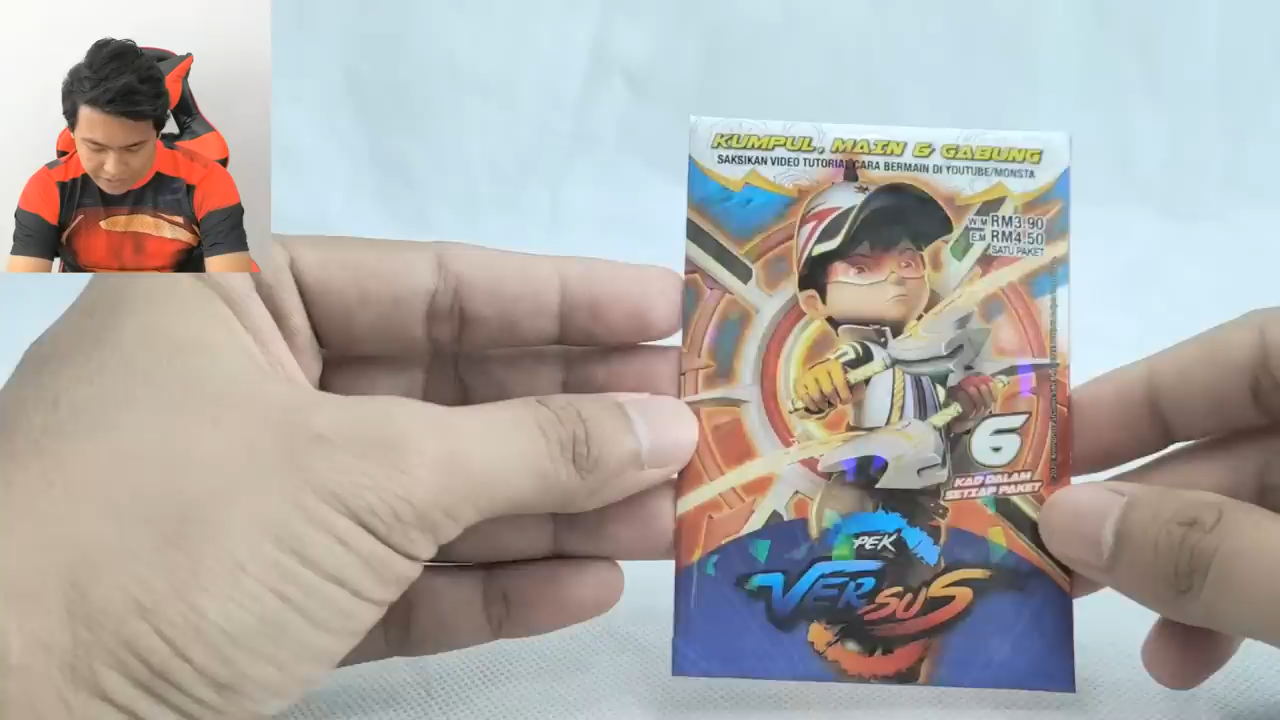 KUMPUL, MAIN & GABUNG
SAKSIKAN VIDEO TUTORIAL CARA BERMAIN DI YOUTUBE/MONSTA
W.M RM3.90
E.M RM4.50
SATU PAKET
6
KAD DALAM
SETIAP PAKET
PEK
VERSUS